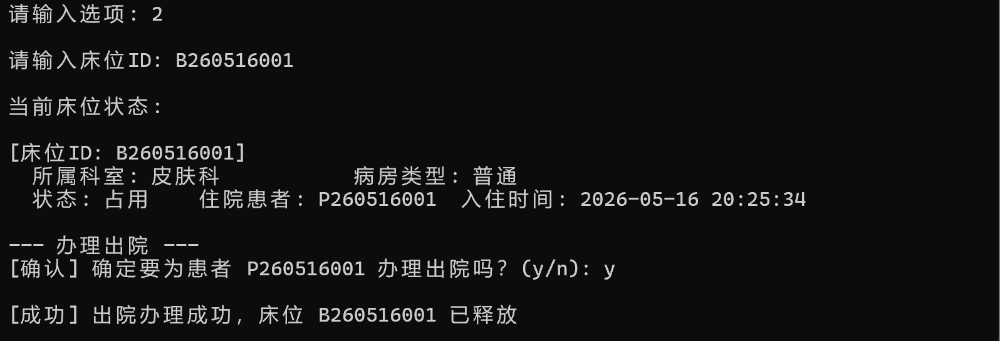 请输入选项: 2
请输入床位ID: B260516001
当前床位状态:
[床位ID: B260516001]
所属科室: 皮肤科 病房类型: 普通
状态: 占用 住院患者: P260516001 入住时间: 2026-05-16 20:25:34
--- 办理出院 ---
[确认] 确定要为患者 P260516001 办理出院吗? (y/n): y
[成功] 出院办理成功, 床位 B260516001 已释放